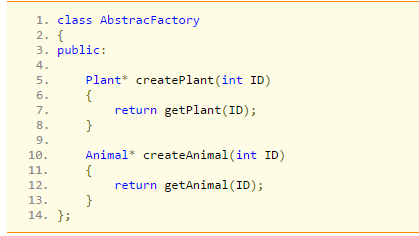 1. class AbstracFactory
2. {
3. public:
4.
5.     Plant* createPlant(int ID)
6.     {
7.         return getPlant(ID);
8.     }
9.
10.     Animal* createAnimal(int ID)
11.     {
12.         return getAnimal(ID);
13.     }
14. };